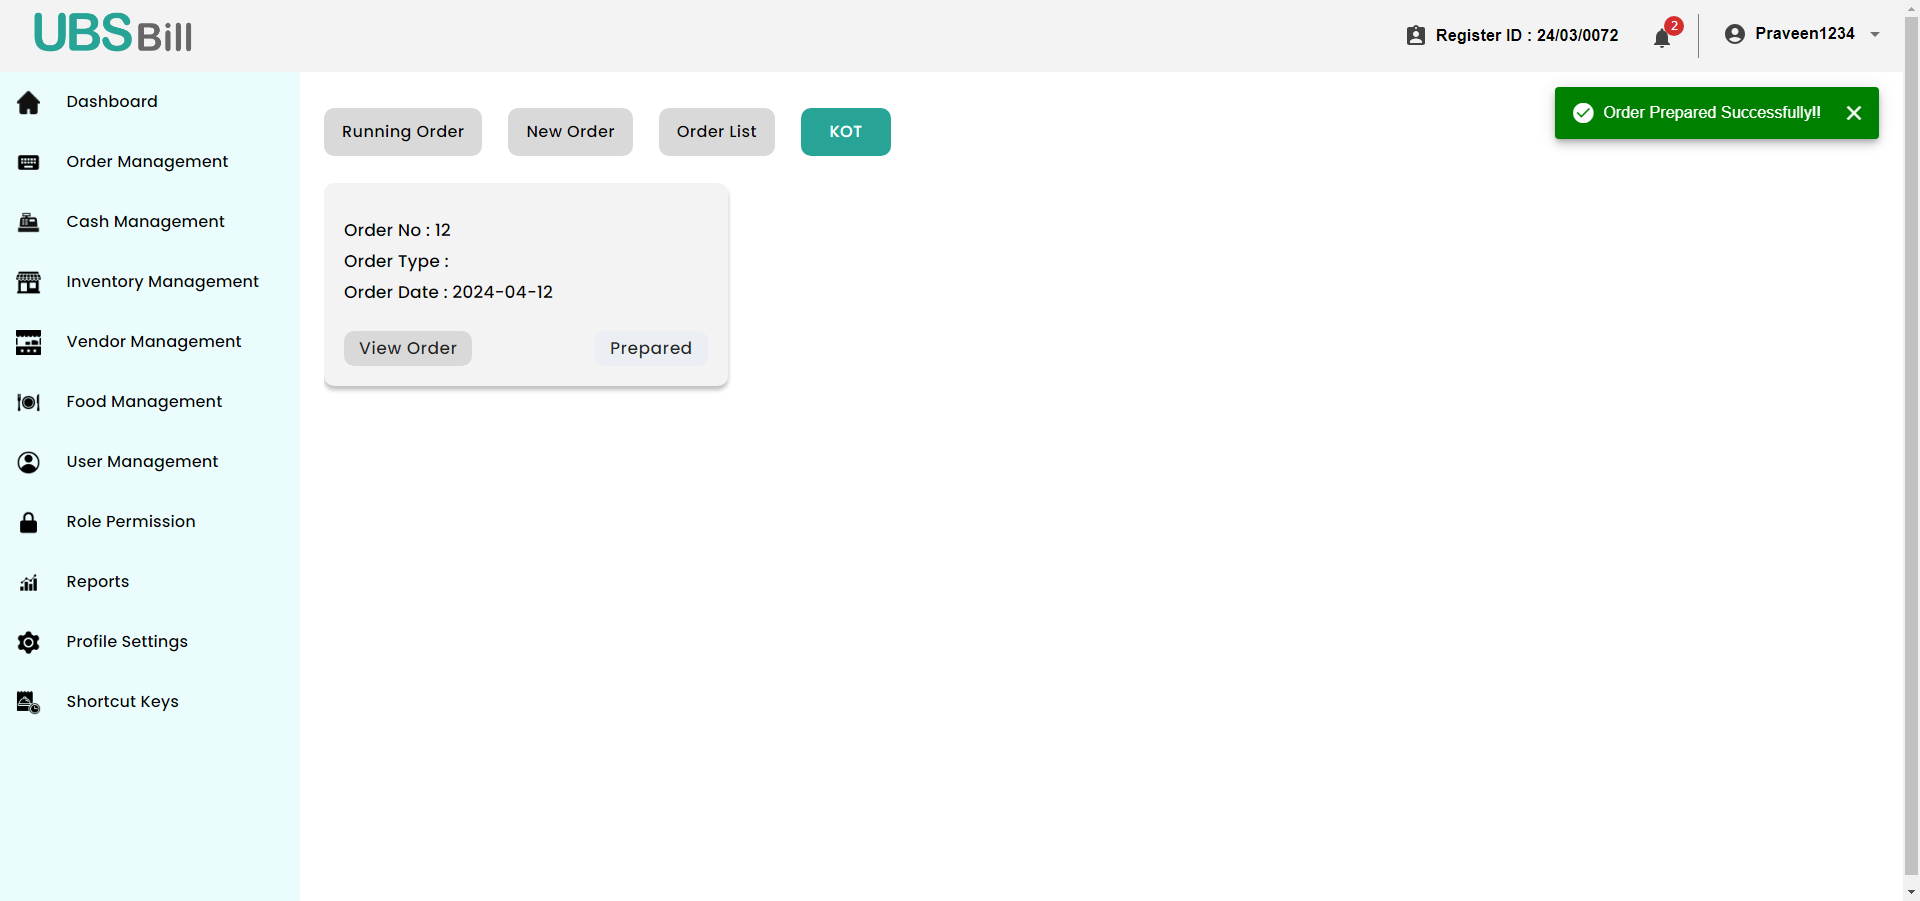 UBS Bill
Register ID : 24/03/0072
2
Praveen1234
Dashboard
Order Management
Cash Management
Inventory Management
Vendor Management
Food Management
User Management
Role Permission
Reports
Profile Settings
Shortcut Keys
Running Order
New Order
Order List
KOT
Order Prepared Successfully!!
Order No : 12
Order Type :
Order Date : 2024-04-12
View Order
Prepared